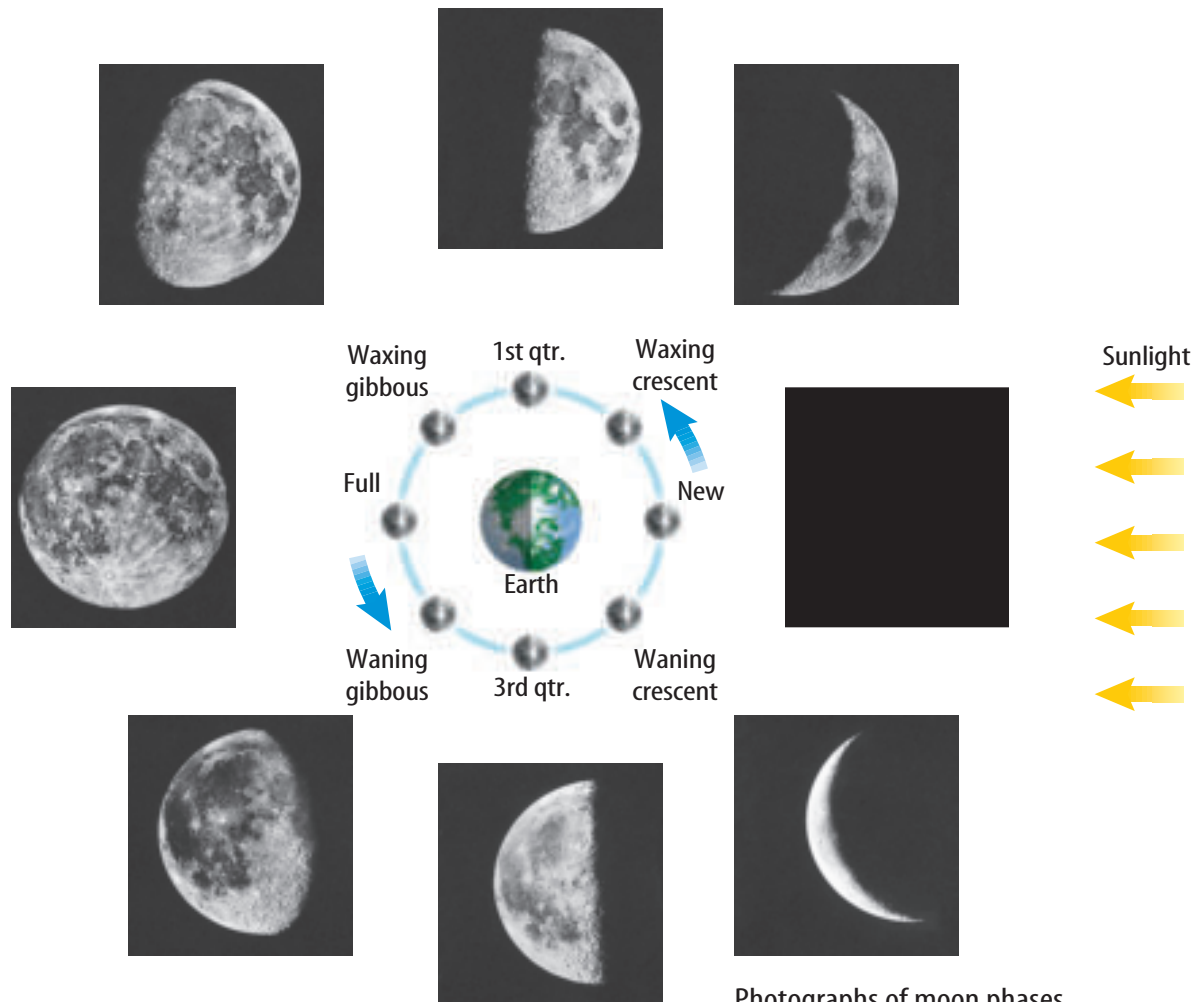 Waxing
gibbous
1st qtr.
Waxing
crescent
Sunlight
Full
New
Earth
Waning
gibbous
3rd qtr.
Waning
crescent
Photographs of moon phases